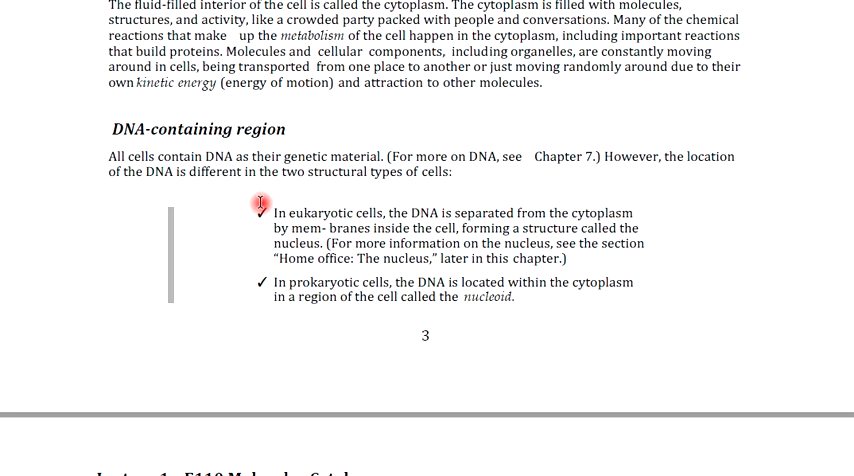 The fluid-filled interior of the cell is called the cytoplasm. The cytoplasm is filled with molecules,
structures, and activity, like a crowded party packed with people and conversations. Many of the chemical
reactions that make up the metabolism of the cell happen in the cytoplasm, including important reactions
that build proteins. Molecules and cellular components, including organelles, are constantly moving
around in cells, being transported from one place to another or just moving randomly around due to their
own kinetic energy (energy of motion) and attraction to other molecules.
DNA-containing region
All cells contain DNA as their genetic material. (For more on DNA, see Chapter 7.) However, the location
of the DNA is different in the two structural types of cells:
✓ In eukaryotic cells, the DNA is separated from the cytoplasm
by mem- branes inside the cell, forming a structure called the
nucleus. (For more information on the nucleus, see the section
“Home office: The nucleus,” later in this chapter.)
✓ In prokaryotic cells, the DNA is located within the cytoplasm
in a region of the cell called the nucleoid.
3